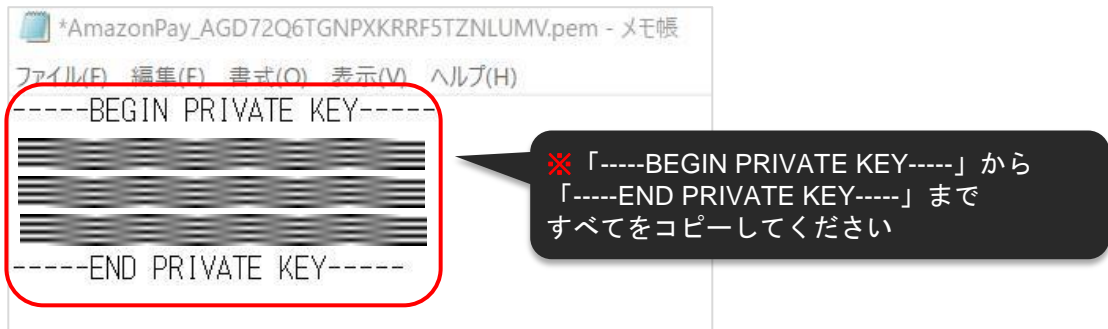 *AmazonPay_AGD72Q6TGNPXKRRF5TZNLUMV.pem - メモ帳
ファイル(F) 編集(E) 書式(O) 表示(V) ヘルプ(H)
-----BEGIN PRIVATE KEY-----
-----END PRIVATE KEY-----
※「-----BEGIN PRIVATE KEY-----」から
「-----END PRIVATE KEY-----」まで
すべてをコピーしてください